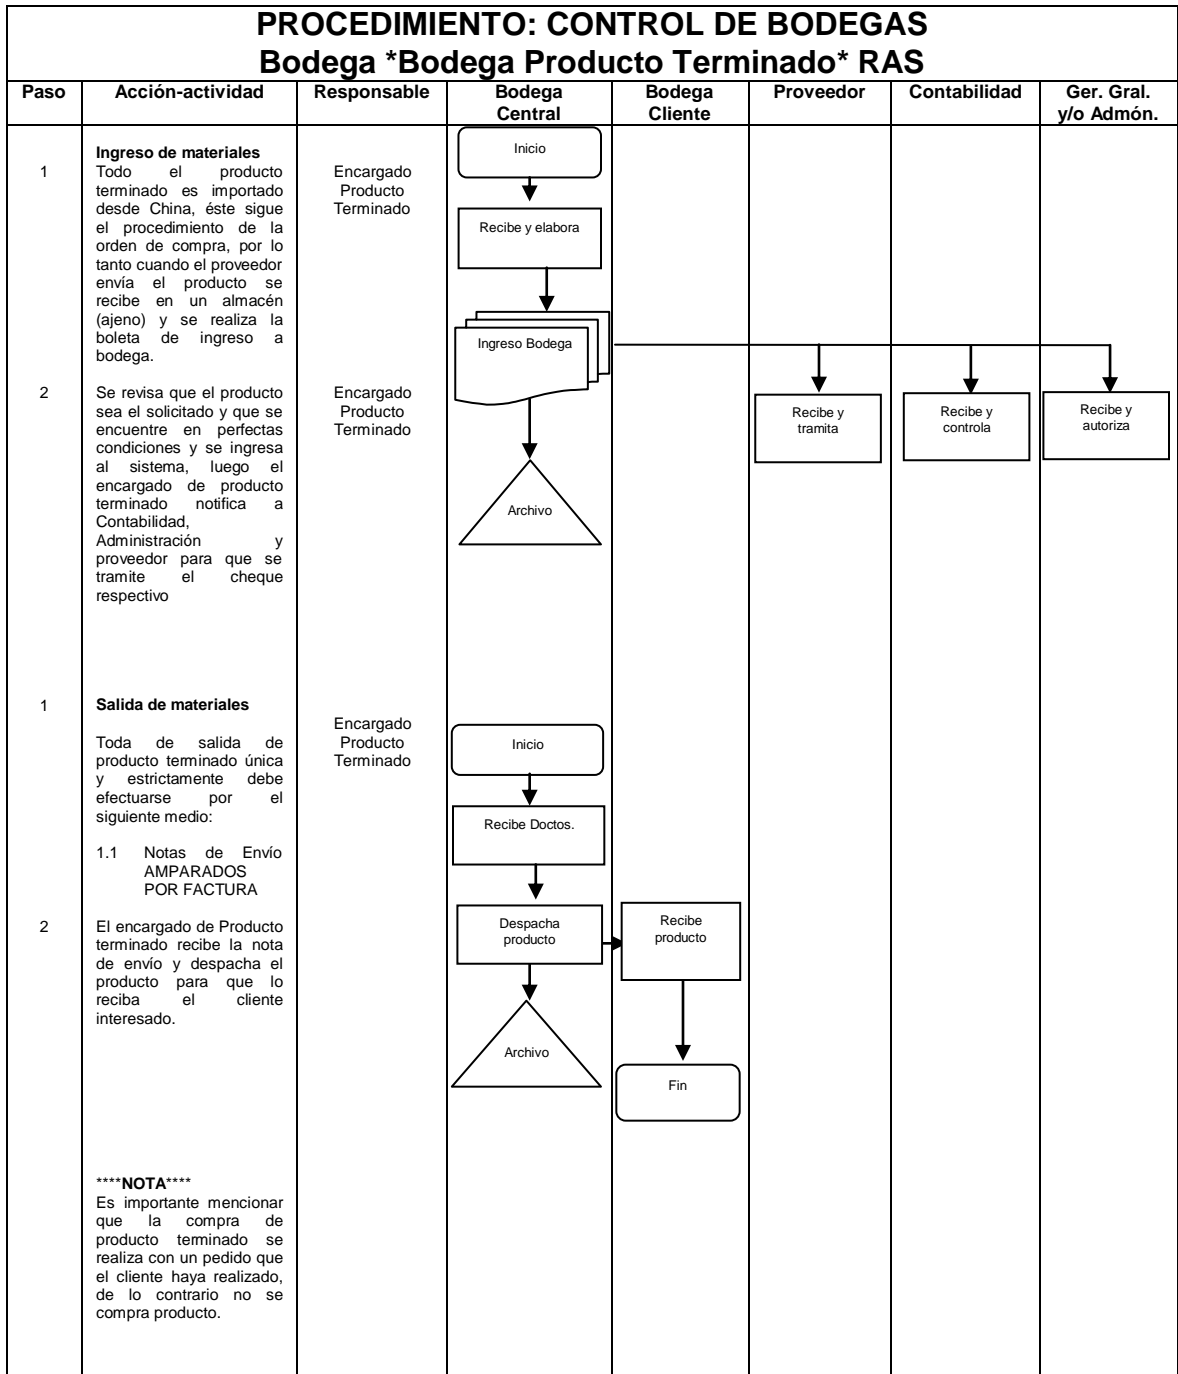 PROCEDIMIENTO: CONTROL DE BODEGAS
Bodega *Bodega Producto Terminado* RAS
Paso
Acción-actividad
Responsable
Bodega
Central
Bodega
Cliente
Proveedor
Contabilidad
Ger. Gral.
y/o Admón.
1
Ingreso de materiales
Todo el producto
terminado es importado
desde China, éste sigue
el procedimiento de la
orden de compra, por lo
tanto cuando el proveedor
envía el producto se
recibe en un almacén
(ajeno) y se realiza la
boleta de ingreso a
bodega.
Encargado
Producto
Terminado
Inicio
Recibe y elabora
Ingreso Bodega
2
Se revisa que el producto
sea el solicitado y que se
encuentre en perfectas
condiciones y se ingresa
al sistema, luego el
encargado de producto
terminado notifica a
Contabilidad,
Administración y
proveedor para que se
tramite el cheque
respectivo
Encargado
Producto
Terminado
Archivo
Recibe y
tramita
Recibe y
controla
Recibe y
autoriza
1
Salida de materiales
Toda de salida de
producto terminado única
y estrictamente debe
efectuarse por el
siguiente medio:
1.1 Notas de Envío
AMPARADOS
POR FACTURA
Encargado
Producto
Terminado
Inicio
Recibe Doctos.
2
El encargado de Producto
terminado recibe la nota
de envío y despacha el
producto para que lo
reciba el cliente
interesado.
Despacha
producto
Recibe
producto
Archivo
Fin
****NOTA****
Es importante mencionar
que la compra de
producto terminado se
realiza con un pedido que
el cliente haya realizado,
de lo contrario no se
compra producto.